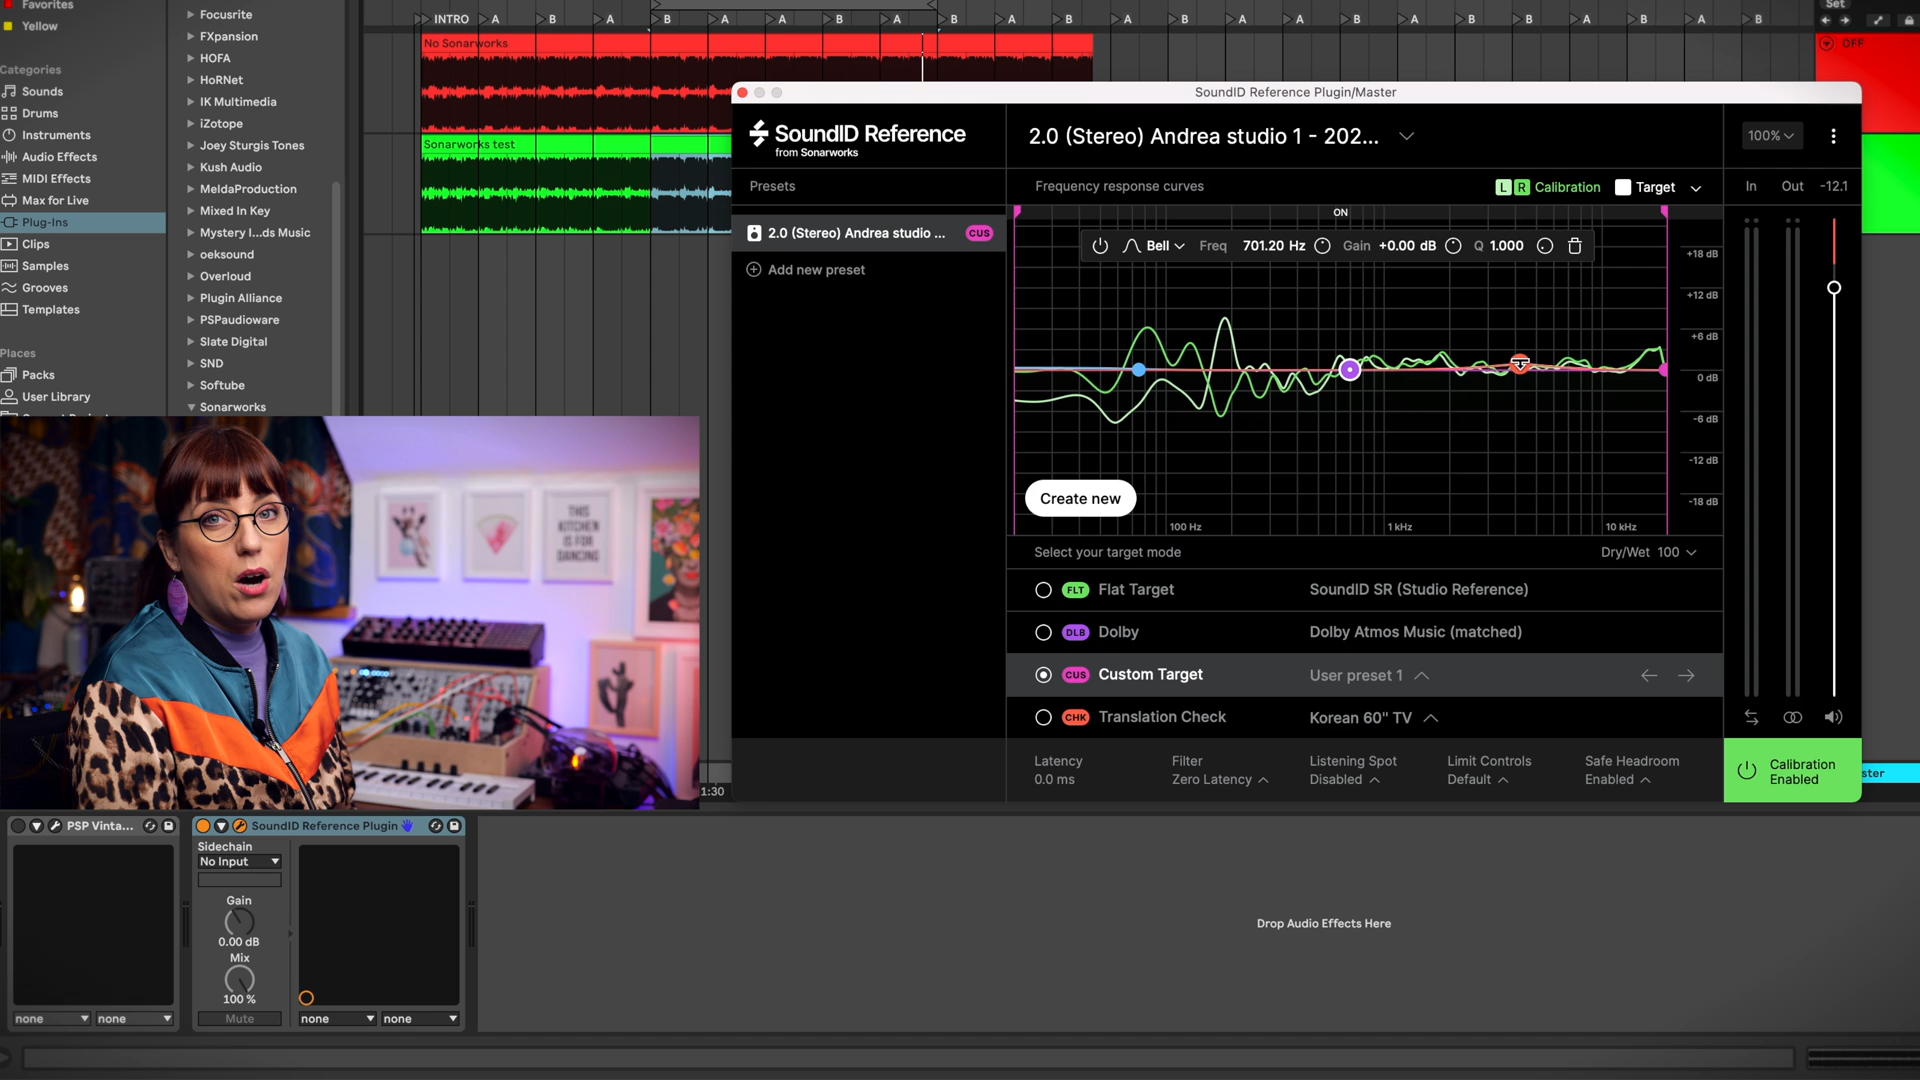 Favorites
Yellow
Categories
Sounds
Drums
Instruments
Audio Effects
MIDI Effects
Max for Live
Plug-Ins
Clips
Samples
Grooves
Templates
Places
Packs
User Library
Focusrite
FXpansion
HOFA
HoRNet
IK Multimedia
iZotope
Joey Sturgis Tones
Kush Audio
MeldaProduction
Mixed In Key
Mystery I...ds Music
oeksound
Overloud
Plugin Alliance
PSPaudioware
Slate Digital
SND
Softube
Sonarworks
INTRO A B A B A A B A B A B A B A A B A B B A B A B
Set
No Sonarworks
OFF
Sonarworks test
SoundID Reference Plugin/Master
SoundID Reference
from Sonarworks
2.0 (Stereo) Andrea studio 1 - 202...
100%
Presets
Frequency response curves
L R Calibration
Target
In Out -12.1
2.0 (Stereo) Andrea studio ...
CUS
Add new preset
ON
Bell Freq 701.20 Hz Gain +0.00 dB Q 1.000
+18 dB
+12 dB
+6 dB
0 dB
-6 dB
-12 dB
-18 dB
Create new
100 Hz 1 kHz 10 kHz
Select your target mode
Dry/Wet 100
FLT Flat Target SoundID SR (Studio Reference)
DLB Dolby Dolby Atmos Music (matched)
CUS Custom Target User preset 1
CHK Translation Check Korean 60" TV
Latency
0.0 ms
Filter
Zero Latency
Listening Spot
Disabled
Limit Controls
Default
Safe Headroom
Enabled
Calibration
Enabled
THIS
KITCHEN
IS FOR
DANCING
1:30
PSP Vinta...
none none
SoundID Reference Plugin
Sidechain
No Input
Gain
0.00 dB
Mix
100 %
Mute
none none
Drop Audio Effects Here